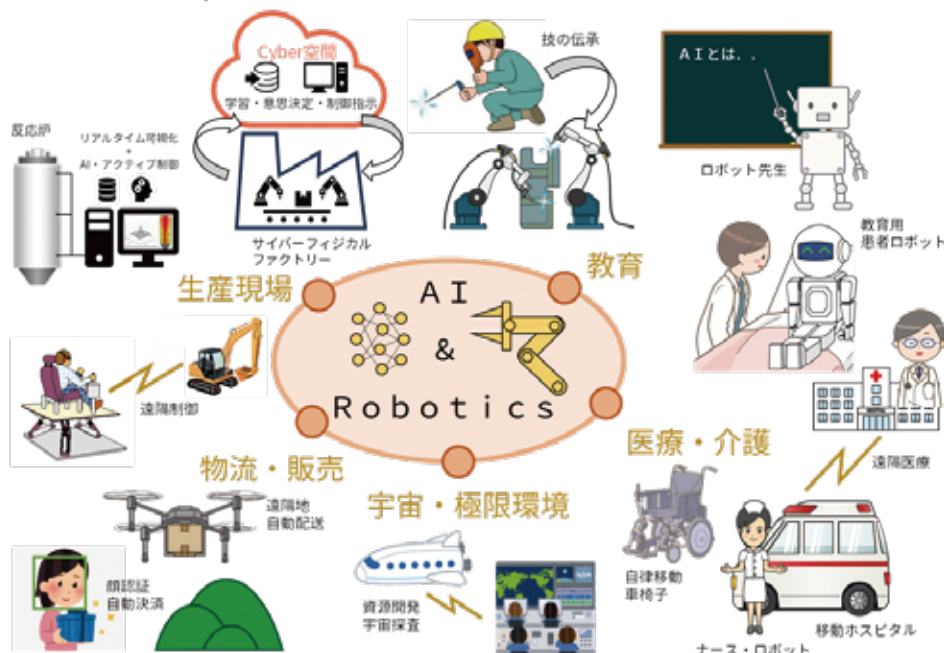 Cyber空間
学習・意思決定・制御指示
技の伝承
AIとは．．
反応炉
リアルタイム可視化
+
AI・アクティブ制御
サイバーフィジカル
ファクトリー
ロボット先生
教育用
患者ロボット
生産現場
教育
AI
&
Robotics
遠隔制御
物流・販売
医療・介護
遠隔医療
遠隔地
自動配送
宇宙・極限環境
顔認証
自動決済
資源開発
宇宙探査
自律移動
車椅子
移動ホスピタル
ナース・ロボット